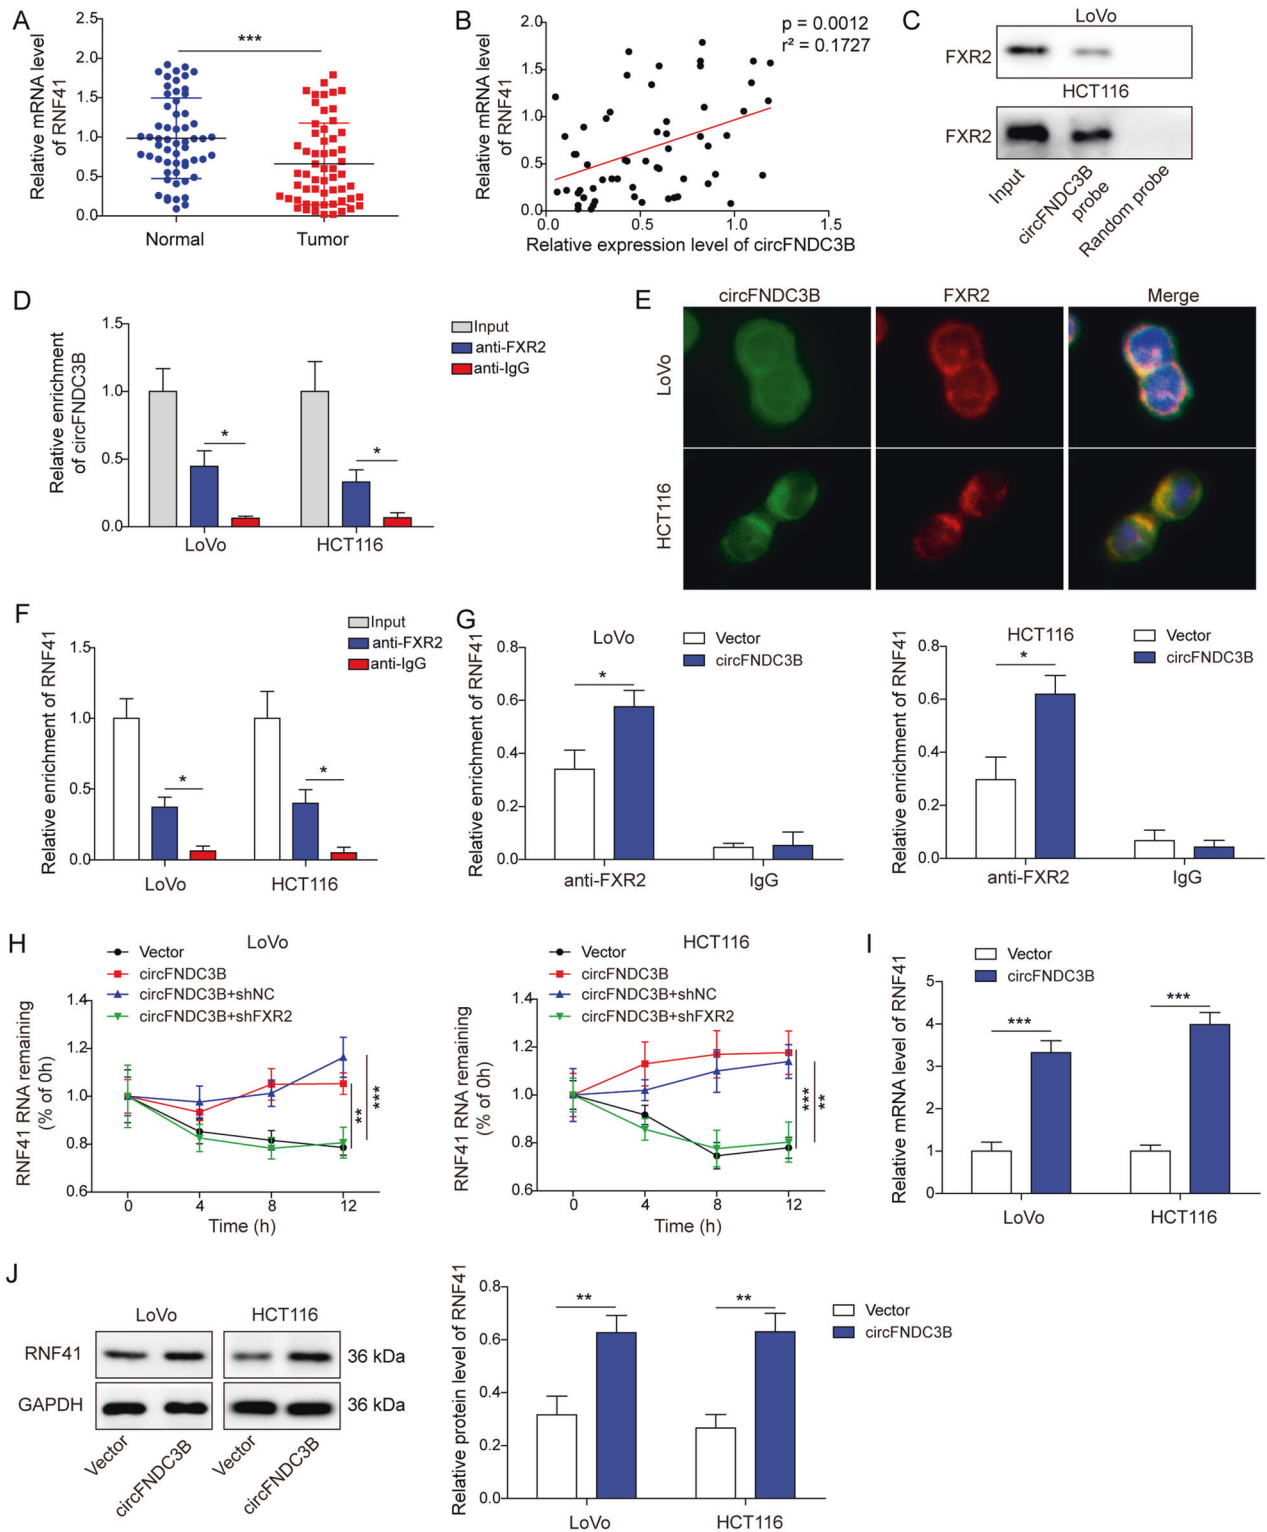 A
Relative mRNA level
of RNF41
2.5
2.0
1.5
1.0
0.5
0.0
***
Normal
Tumor
B
Relative mRNA level
of RNF41
2.0
1.5
1.0
0.5
0.0
0.0
0.5
1.0
1.5
p = 0.0012
r² = 0.1727
Relative expression level of circFNDC3B
C
LoVo
FXR2
HCT116
FXR2
Input
circFNDC3B
probe
Random probe
D
Relative enrichment
of circFNDC3B
1.5
1.0
0.5
0.0
*
*
LoVo
HCT116
Input
anti-FXR2
anti-IgG
E
circFNDC3B
FXR2
Merge
LoVo
HCT116
F
Relative enrichment of RNF41
1.5
1.0
0.5
0.0
*
*
LoVo
HCT116
Input
anti-FXR2
anti-IgG
G
Relative enrichment of RNF41
0.8
0.6
0.4
0.2
0.0
LoVo
*
Vector
circFNDC3B
anti-FXR2
IgG
Relative enrichment of RNF41
0.8
0.6
0.4
0.2
0.0
HCT116
*
Vector
circFNDC3B
anti-FXR2
IgG
H
LoVo
Vector
circFNDC3B
circFNDC3B+shNC
circFNDC3B+shFXR2
RNF41 RNA remaining
(% of 0h)
1.4
1.2
1.0
0.8
0.6
0
4
8
12
Time (h)
**
***
HCT116
Vector
circFNDC3B
circFNDC3B+shNC
circFNDC3B+shFXR2
RNF41 RNA remaining
(% of 0h)
1.4
1.2
1.0
0.8
0.6
0
4
8
12
Time (h)
***
**
I
Vector
circFNDC3B
Relative mRNA level of RNF41
5
4
3
2
1
0
***
***
LoVo
HCT116
J
LoVo
HCT116
RNF41
36 kDa
GAPDH
36 kDa
Vector
circFNDC3B
Vector
circFNDC3B
Relative protein level of RNF41
0.8
0.6
0.4
0.2
0.0
**
**
LoVo
HCT116
Vector
circFNDC3B